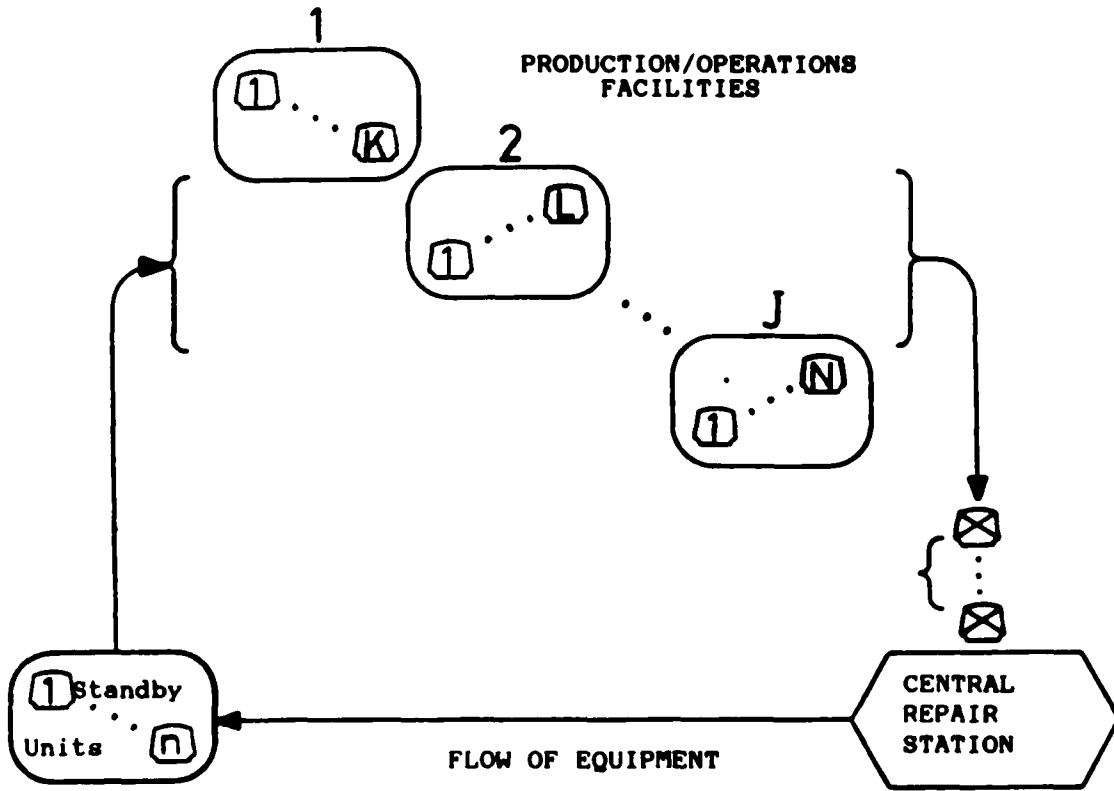 1
PRODUCTION/OPERATIONS
FACILITIES
1
K
2
L
1
J
N
1
1 Standby
Units n
CENTRAL
REPAIR
STATION
FLOW OF EQUIPMENT